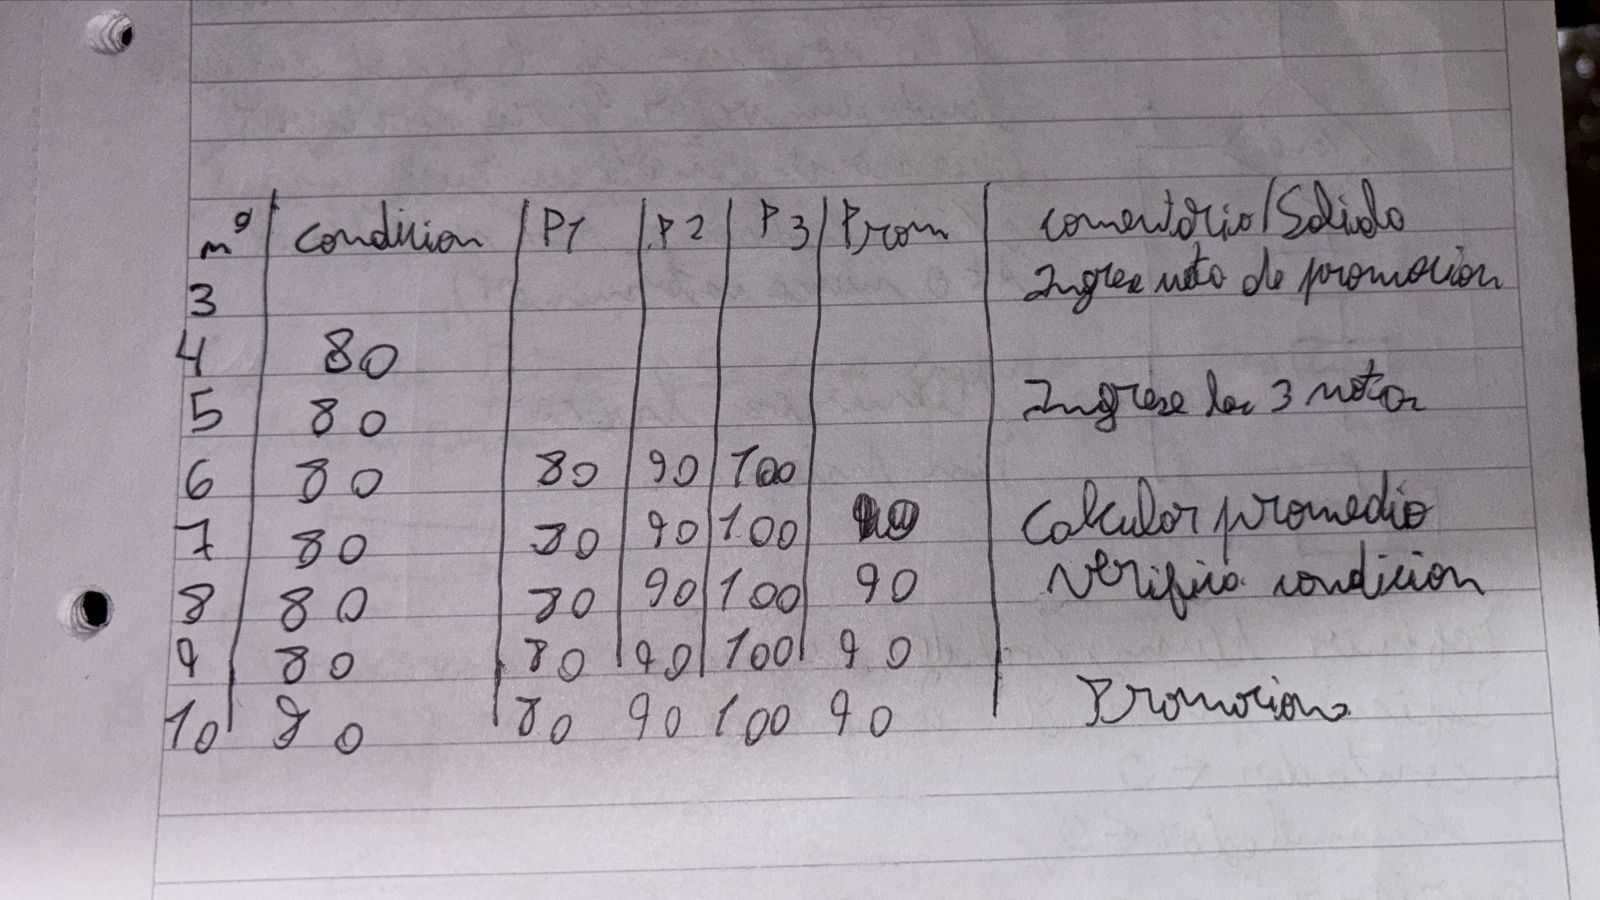 nº condicion P1 P2 P3 Prom comentario/Salida
3 Ingrese nota de promocion
4 80
5 80 Ingrese las 3 notas
6 80 80 90 100
7 80 80 90 100 Calcular promedio
8 80 80 90 100 90 Verifica condicion
9 80 80 90 100 90
10 80 80 90 100 90 Promociona